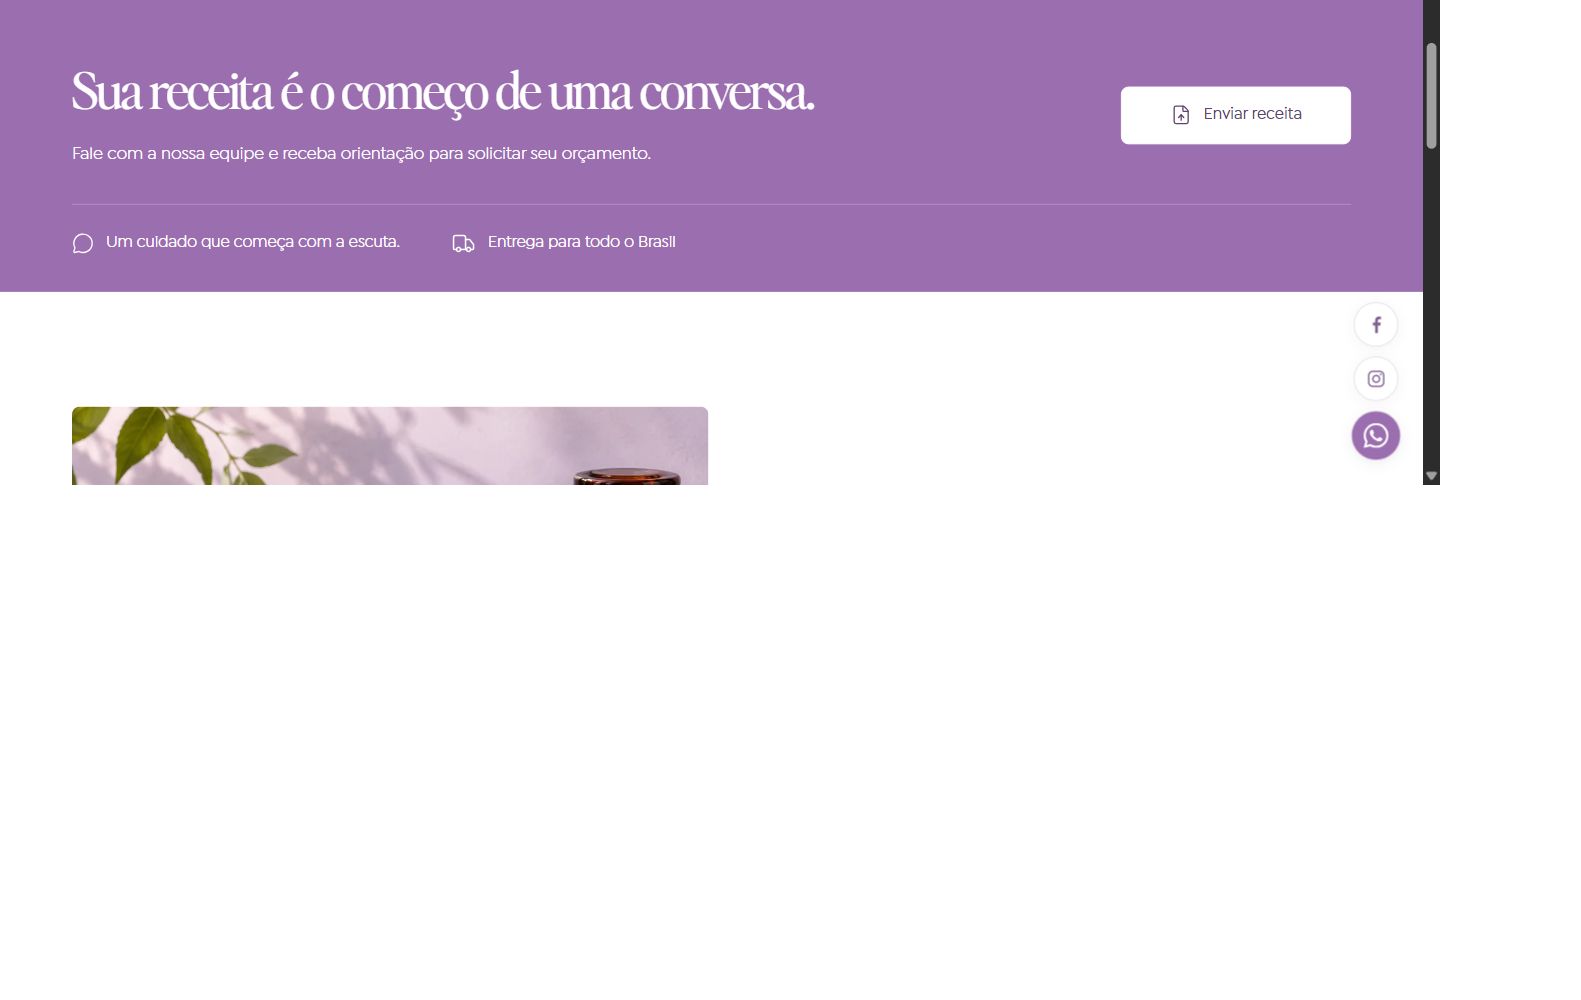 Sua receita é o começo de uma conversa.
Enviar receita
Fale com a nossa equipe e receba orientação para solicitar seu orçamento.
Um cuidado que começa com a escuta.
Entrega para todo o Brasil